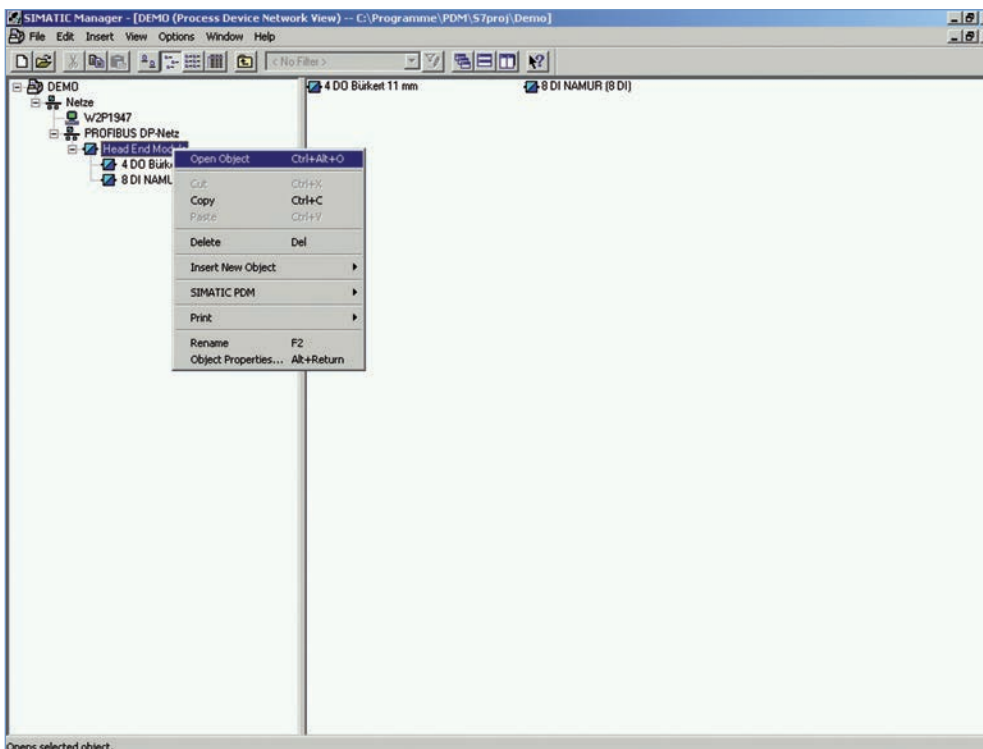 SIMATIC Manager - [DEMO (Process Device Network View) -- C:\Programme\PDM\S7proj\Demo]
File Edit Insert View Options Window Help
< No Filter >
DEMO
Netze
W2P1947
PROFIBUS DP-Netz
Head End Modul
4 DO Bürk
8 DI NAMU
4 DO Bürkert 11 mm
8 DI NAMUR (8 DI)
Open Object Ctrl+Alt+O
Cut Ctrl+X
Copy Ctrl+C
Paste Ctrl+V
Delete Del
Insert New Object
SIMATIC PDM
Print
Rename F2
Object Properties... Alt+Return
Opens selected object.